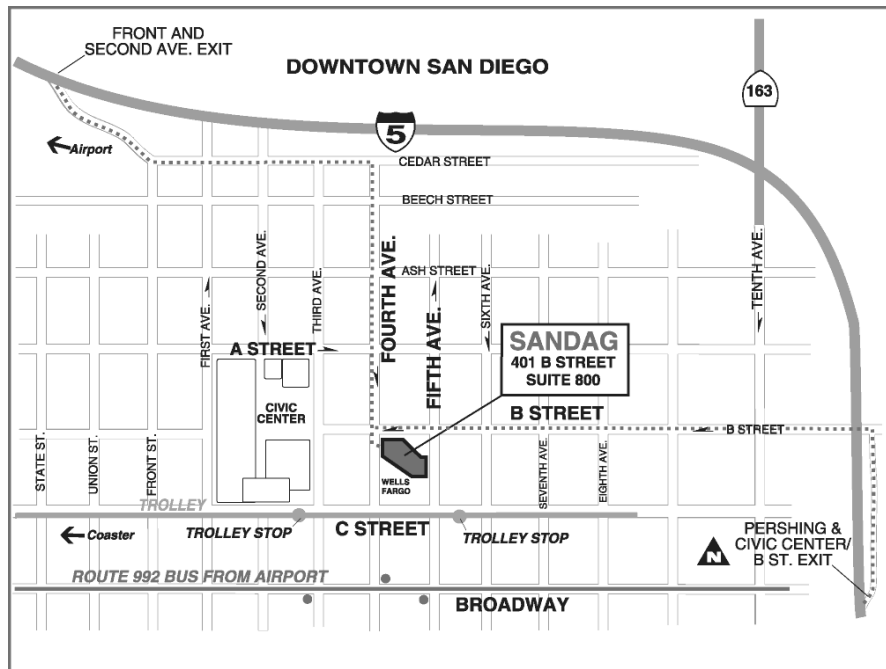 FRONT AND
SECOND AVE. EXIT
DOWNTOWN SAN DIEGO
163
5
Airport
CEDAR STREET
BEECH STREET
ASH STREET
FIRST AVE.
SECOND AVE.
THIRD AVE.
FOURTH AVE.
FIFTH AVE.
SIXTH AVE.
TENTH AVE.
A STREET
SANDAG
401 B STREET
SUITE 800
CIVIC
CENTER
B STREET
B STREET
STATE ST.
UNION ST.
FRONT ST.
WELLS
FARGO
SEVENTH AVE.
EIGHTH AVE.
TROLLEY
Coaster
TROLLEY STOP
C STREET
TROLLEY STOP
N
PERSHING &
CIVIC CENTER/
B ST. EXIT
ROUTE 992 BUS FROM AIRPORT
BROADWAY